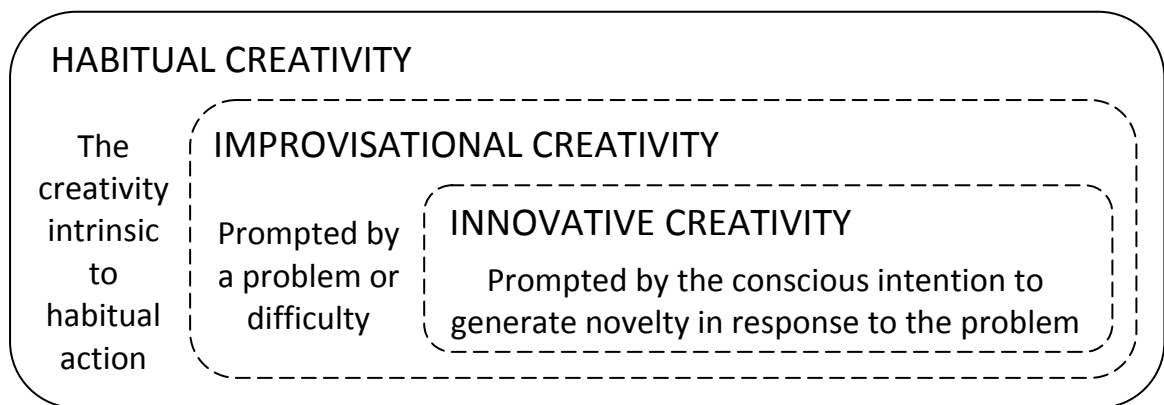 HABITUAL CREATIVITY
The
creativity
intrinsic
to
habitual
action
IMPROVISATIONAL CREATIVITY
Prompted by
a problem or
difficulty
INNOVATIVE CREATIVITY
Prompted by the conscious intention to
generate novelty in response to the problem